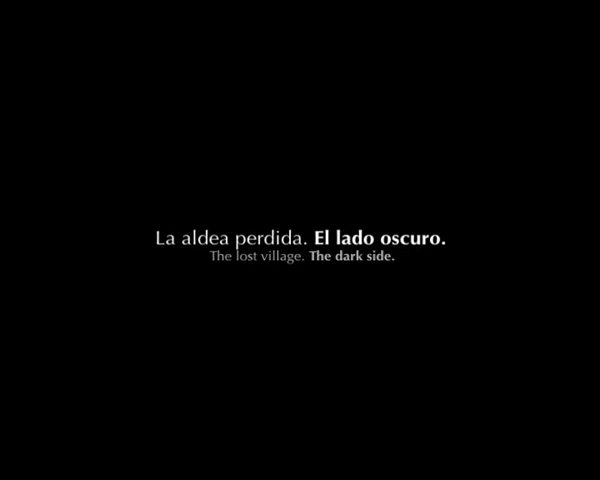 La aldea perdida. El lado oscuro.
The lost village. The dark side.